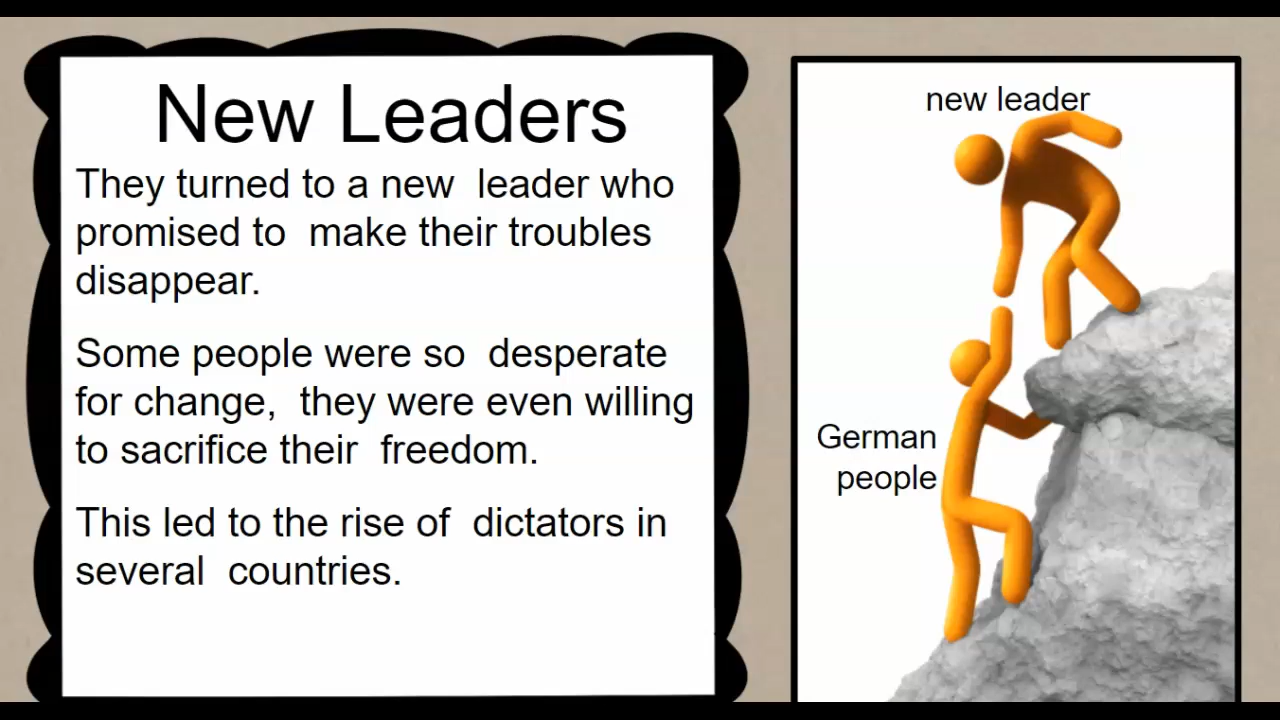 New Leaders
They turned to a new leader who
promised to make their troubles
disappear.
Some people were so desperate
for change, they were even willing
to sacrifice their freedom.
This led to the rise of dictators in
several countries.
new leader
German
people